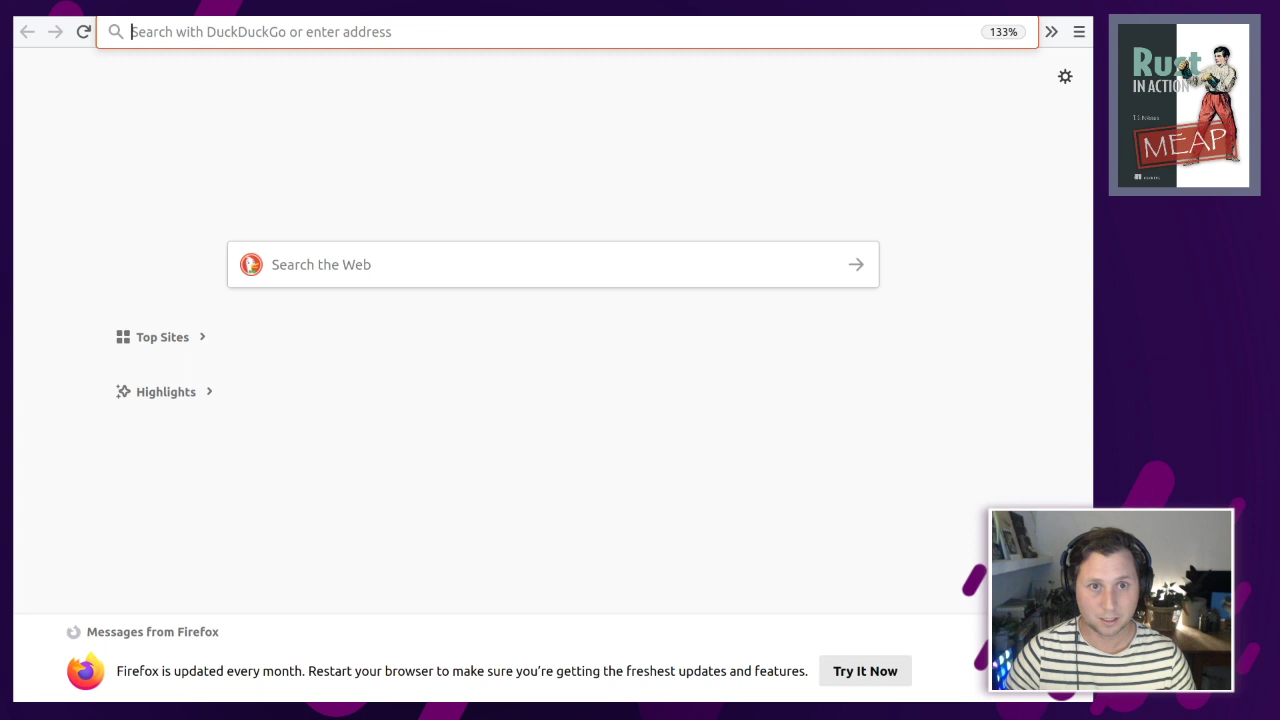 Search with DuckDuckGo or enter address
133%
Rust
IN ACTION
MEAP
Search the Web
Top Sites
Highlights
Messages from Firefox
Firefox is updated every month. Restart your browser to make sure you’re getting the freshest updates and features.
Try It Now